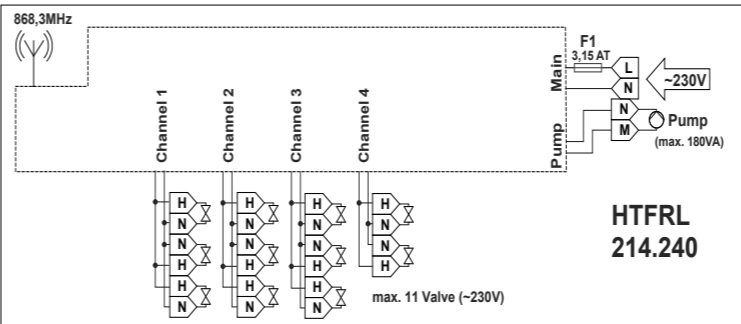 868,3MHz
F1
3,15 AT
Main
L
N
~230V
Pump
N
M
Pump
(max. 180VA)
Channel 1
Channel 2
Channel 3
Channel 4
H
N
N
H
H
N
H
N
N
H
H
N
H
N
N
H
H
N
H
N
N
H
max. 11 Valve (~230V)
HTFRL
214.240